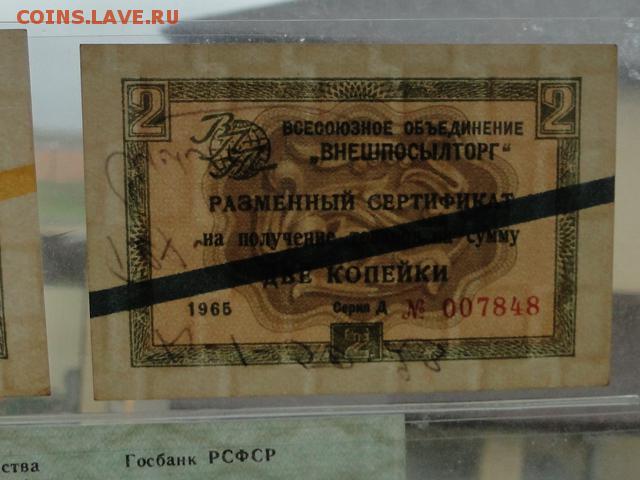 COINS.LAVE.RU
2 2
ВСЕСОЮЗНОЕ ОБЪЕДИНЕНИЕ
„ВНЕШПОСЫЛТОРГ“
РАЗМЕННЫЙ СЕРТИФИКАТ
на получение на сумму
ДВЕ КОПЕЙКИ
1965 Серия Д № 007848
2
ства Госбанк РСФСР